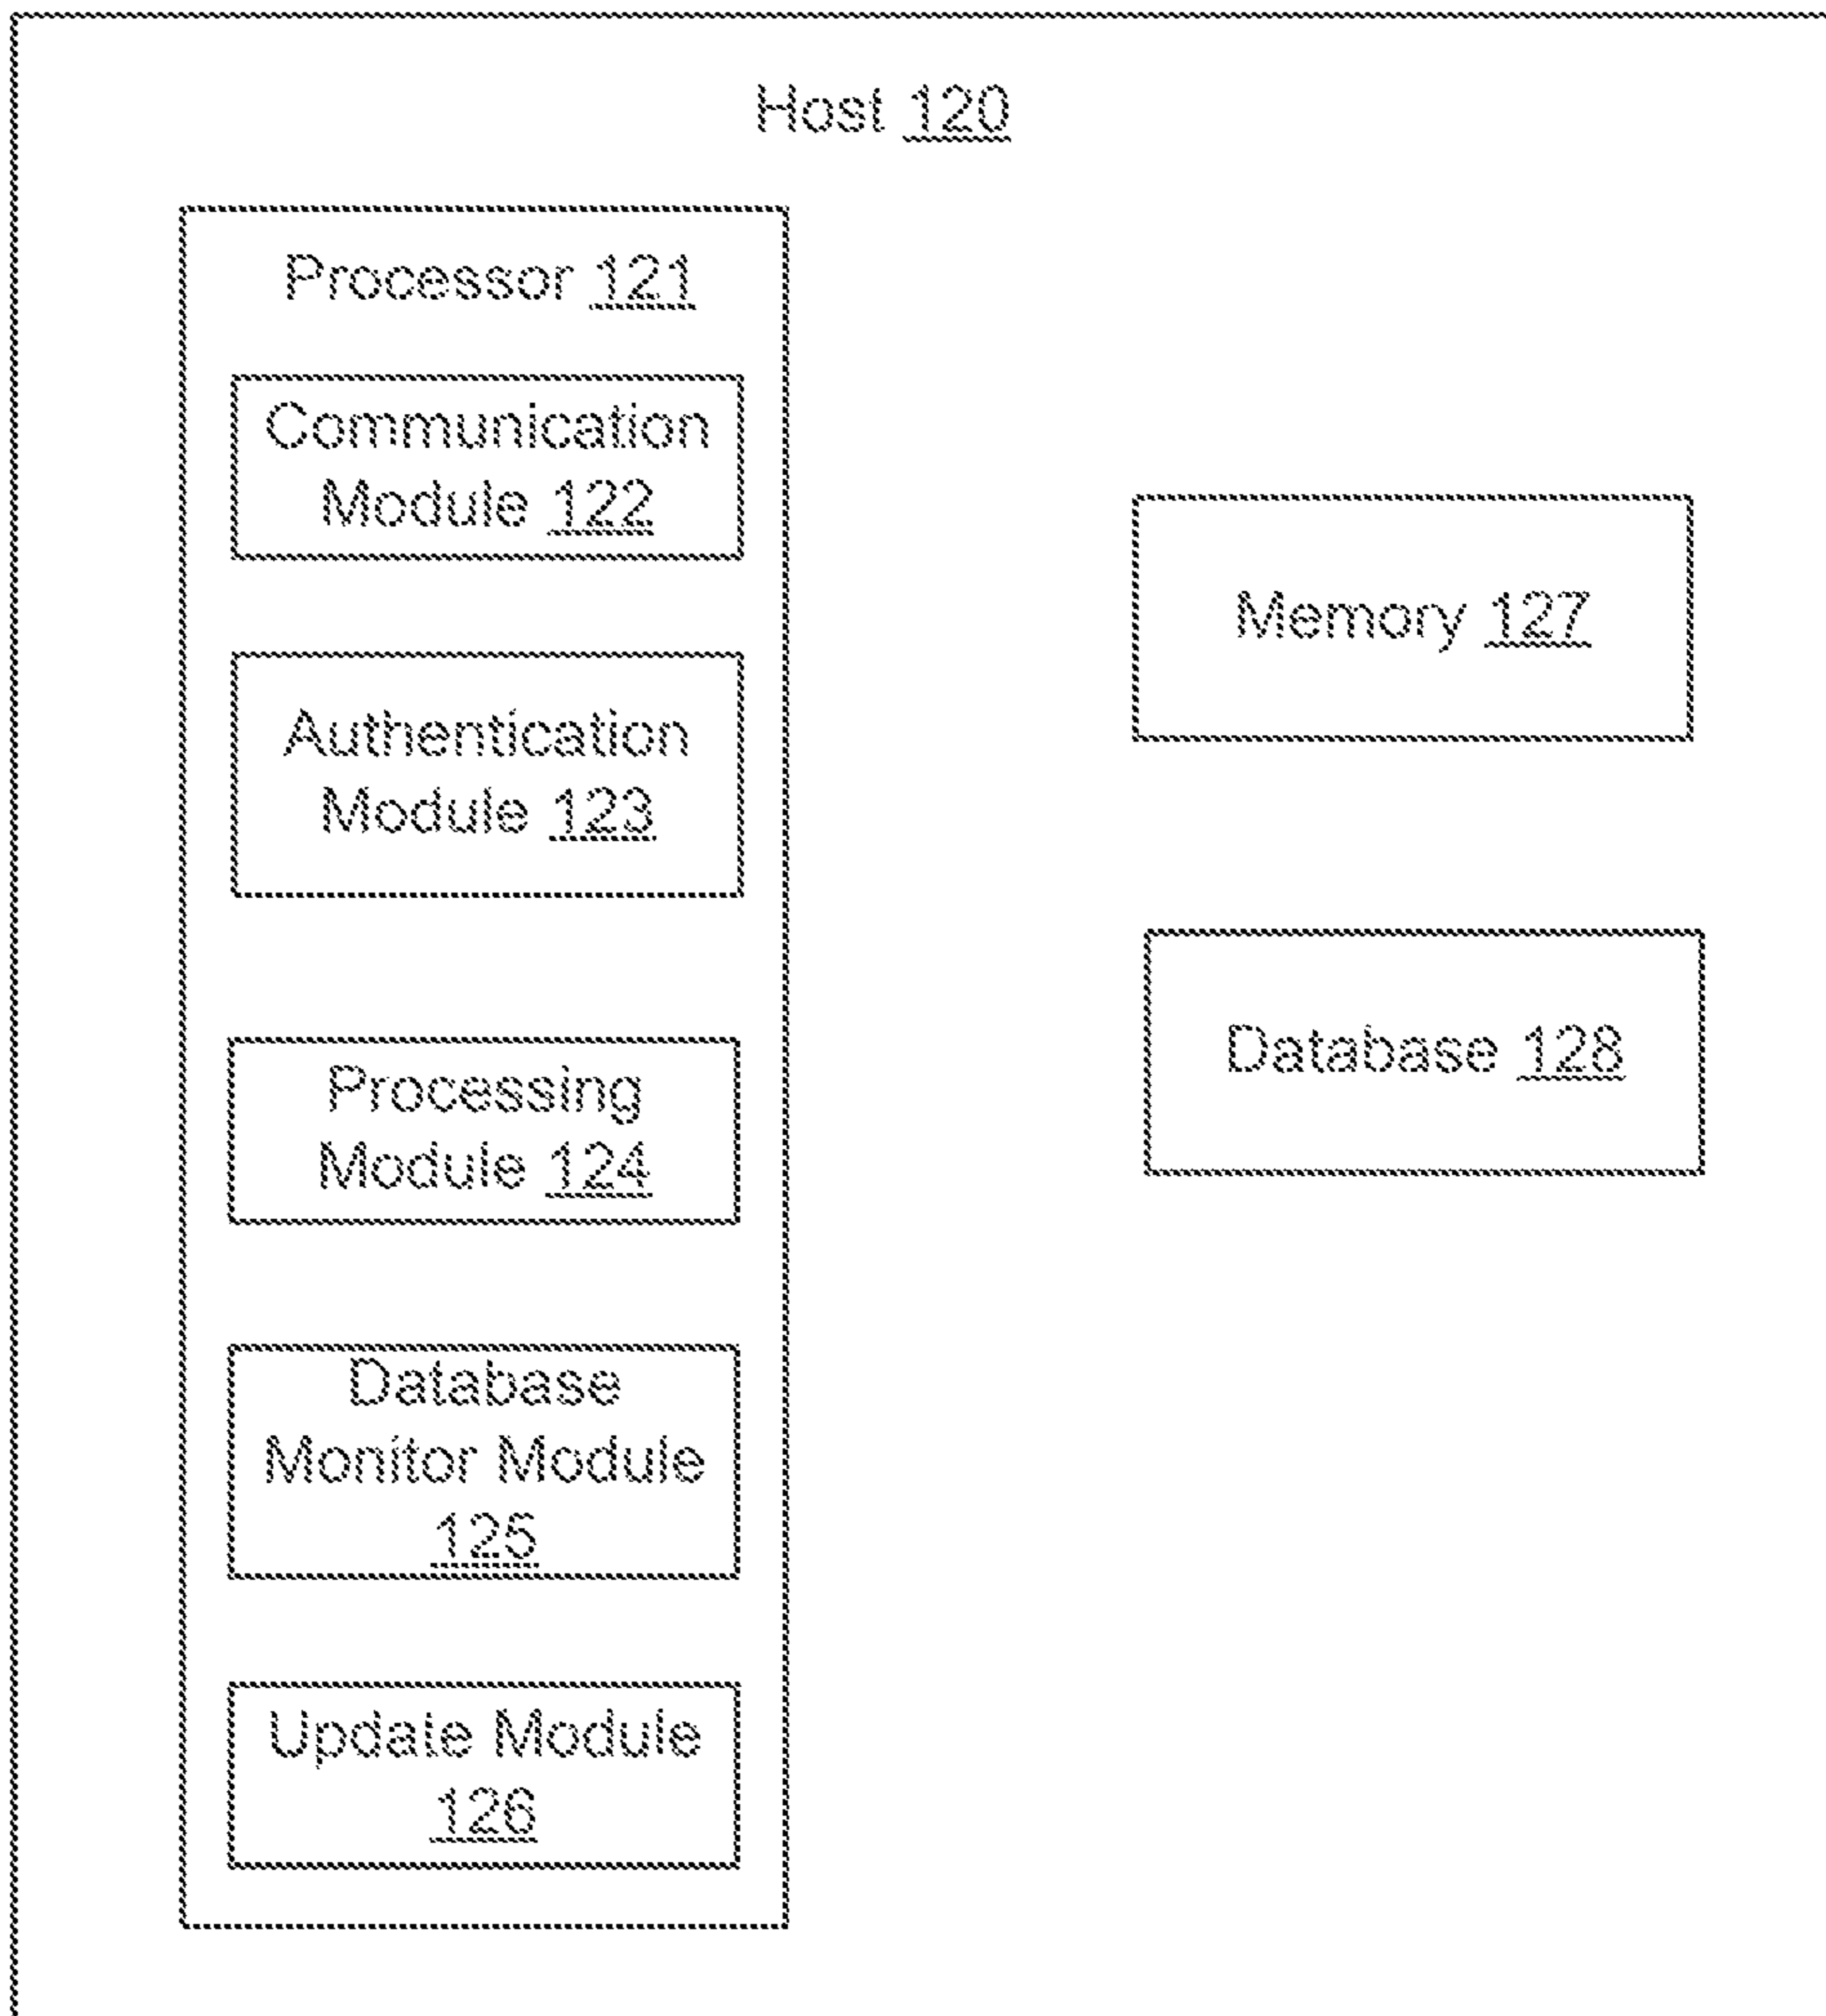 Host 120
Processor 121
Communication
Module 122
Authentication
Module 123
Processing
Module 124
Database
Monitor Module
125
Update Module
126
Memory 127
Database 128